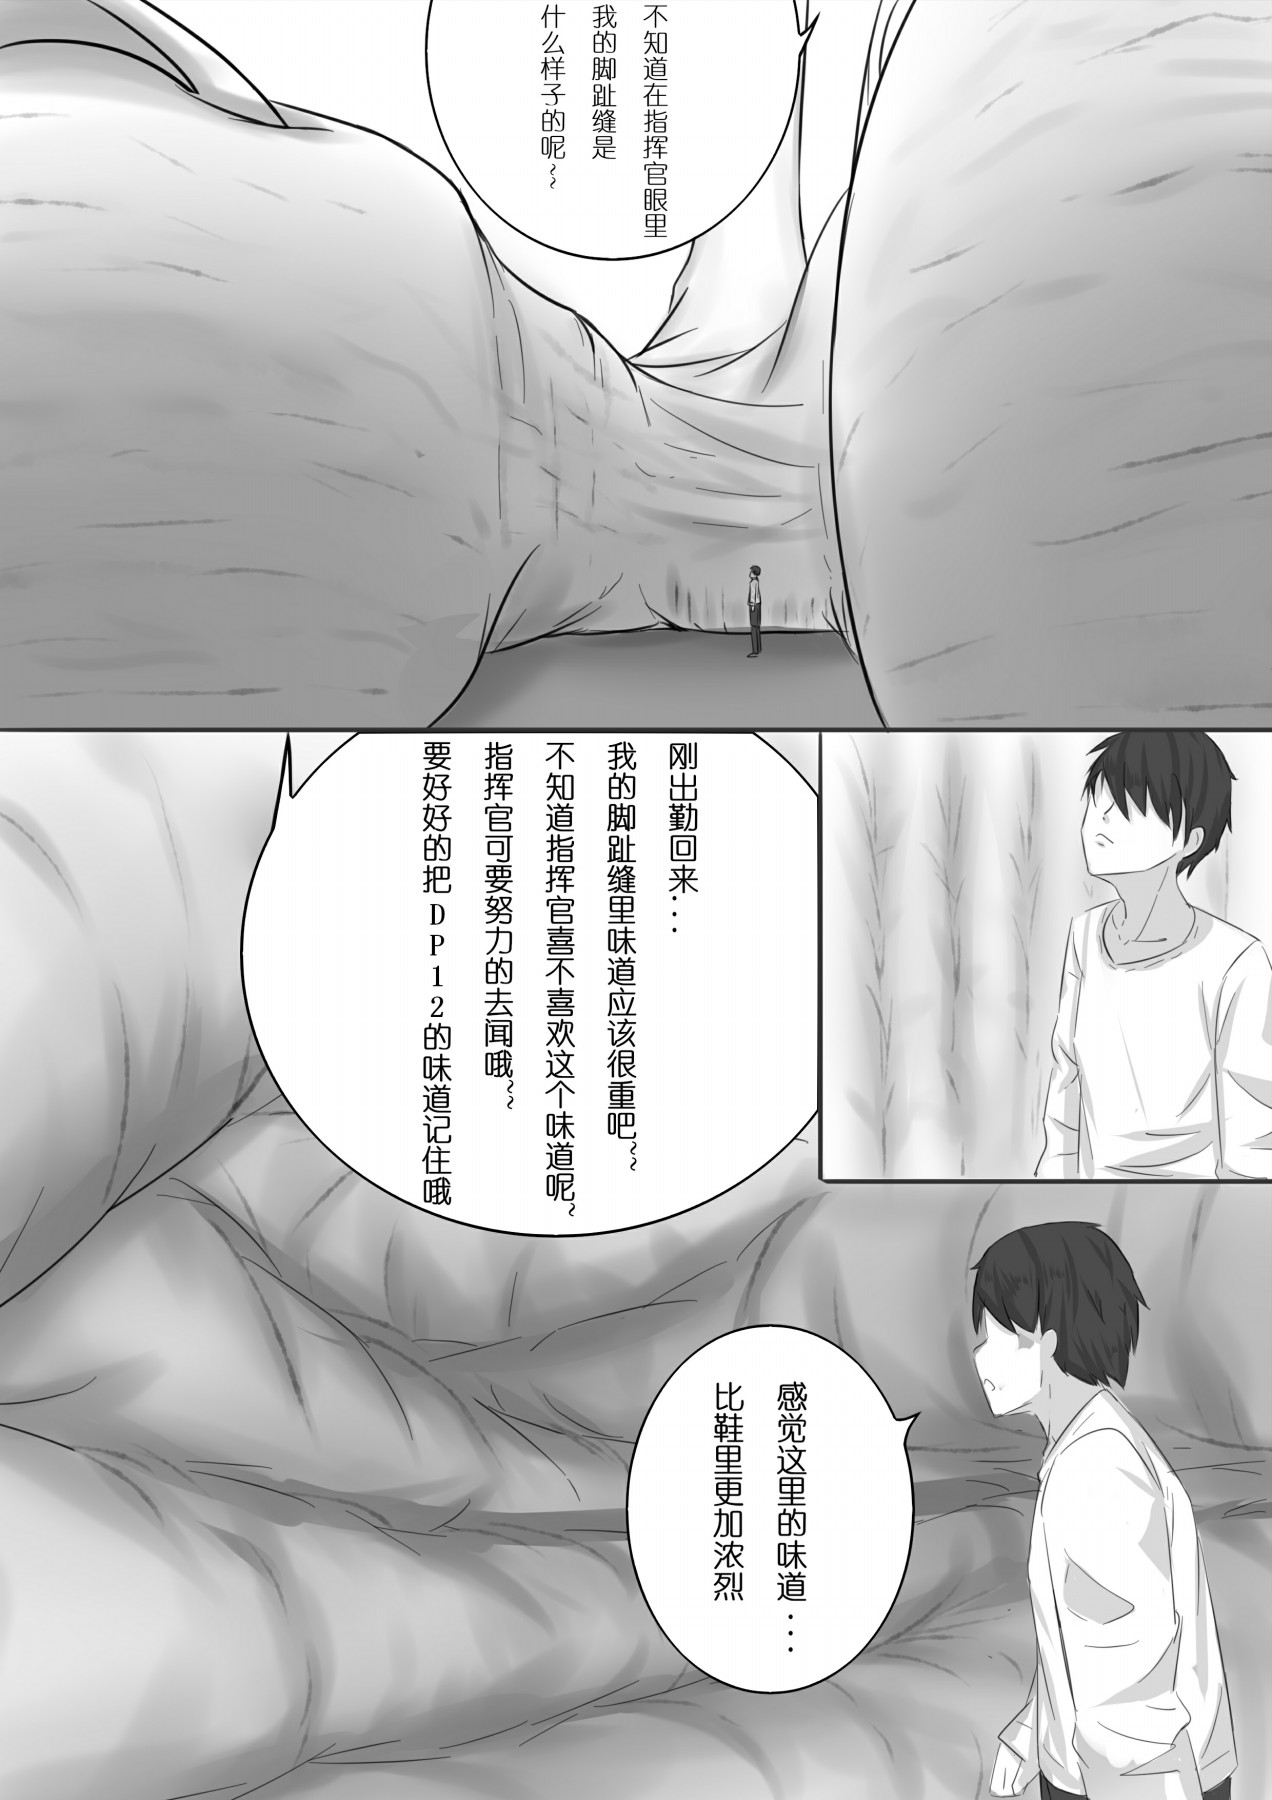 不知道在指挥官眼里
我的脚趾缝是
什么样子的呢~~
刚出勤回来...
我的脚趾缝里味道应该很重吧~~
不知道指挥官喜不喜欢这个味道呢~
指挥官可要努力的去闻哦~~
要好好的把DP12的味道记住哦
感觉这里的味道...
比鞋里更加浓烈